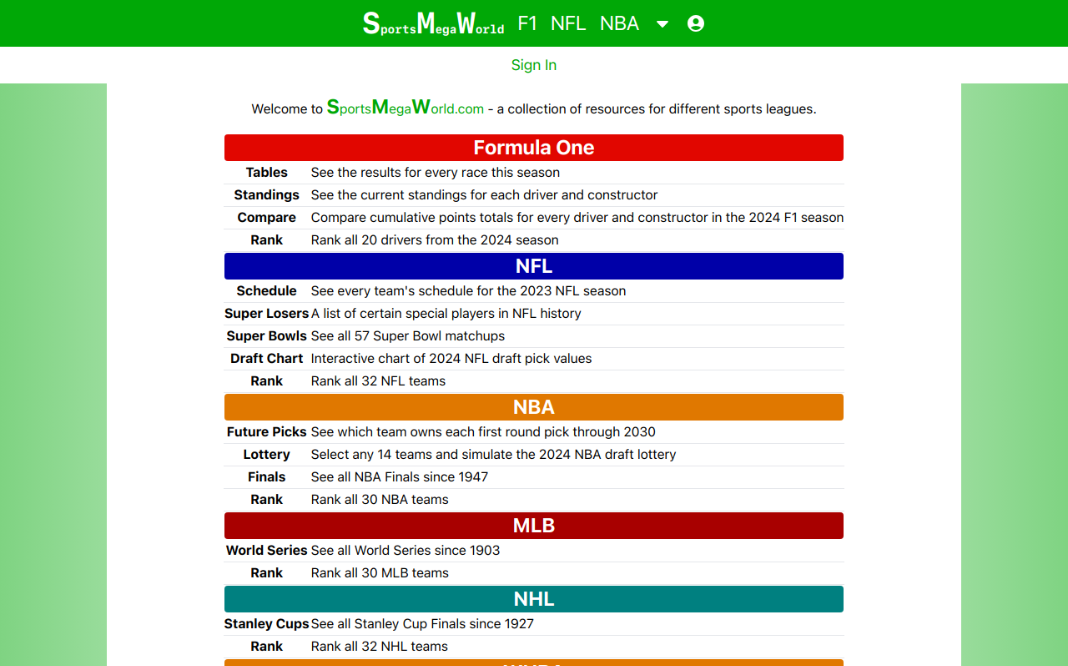 SportsMegaWorld F1 NFL NBA
Sign In
Welcome to SportsMegaWorld.com - a collection of resources for different sports leagues.
Formula One
Tables See the results for every race this season
Standings See the current standings for each driver and constructor
Compare Compare cumulative points totals for every driver and constructor in the 2024 F1 season
Rank Rank all 20 drivers from the 2024 season
NFL
Schedule See every team's schedule for the 2023 NFL season
Super Losers A list of certain special players in NFL history
Super Bowls See all 57 Super Bowl matchups
Draft Chart Interactive chart of 2024 NFL draft pick values
Rank Rank all 32 NFL teams
NBA
Future Picks See which team owns each first round pick through 2030
Lottery Select any 14 teams and simulate the 2024 NBA draft lottery
Finals See all NBA Finals since 1947
Rank Rank all 30 NBA teams
MLB
World Series See all World Series since 1903
Rank Rank all 30 MLB teams
NHL
Stanley Cups See all Stanley Cup Finals since 1927
Rank Rank all 32 NHL teams